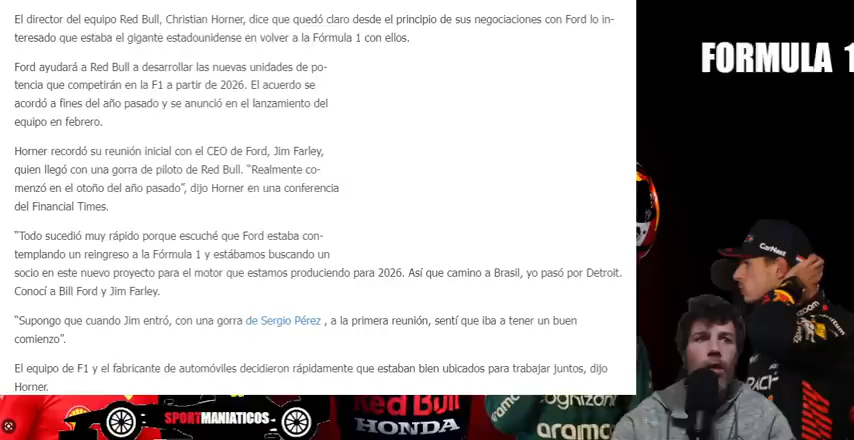 El director del equipo Red Bull, Christian Horner, dice que quedó claro desde el principio de sus negociaciones con Ford lo in-
teresado que estaba el gigante estadounidense en volver a la Fórmula 1 con ellos.
Ford ayudará a Red Bull a desarrollar las nuevas unidades de po-
tencia que competirán en la F1 a partir de 2026. El acuerdo se
acordó a fines del año pasado y se anunció en el lanzamiento del
equipo en febrero.
Horner recordó su reunión inicial con el CEO de Ford, Jim Farley,
quien llegó con una gorra de piloto de Red Bull. “Realmente co-
menzó en el otoño del año pasado”, dijo Horner en una conferencia
del Financial Times.
“Todo sucedió muy rápido porque escuché que Ford estaba con-
templando un reingreso a la Fórmula 1 y estábamos buscando un
socio en este nuevo proyecto para el motor que estamos produciendo para 2026. Así que camino a Brasil, yo pasó por Detroit.
Conocí a Bill Ford y Jim Farley.
“Supongo que cuando Jim entró, con una gorra de Sergio Pérez , a la primera reunión, sentí que iba a tener un buen
comienzo”.
El equipo de F1 y el fabricante de automóviles decidieron rápidamente que estaban bien ubicados para trabajar juntos, dijo
Horner.
FORMULA 1
CarNext
SPORTMANIATICOS
Red Bull
HONDA
aramco